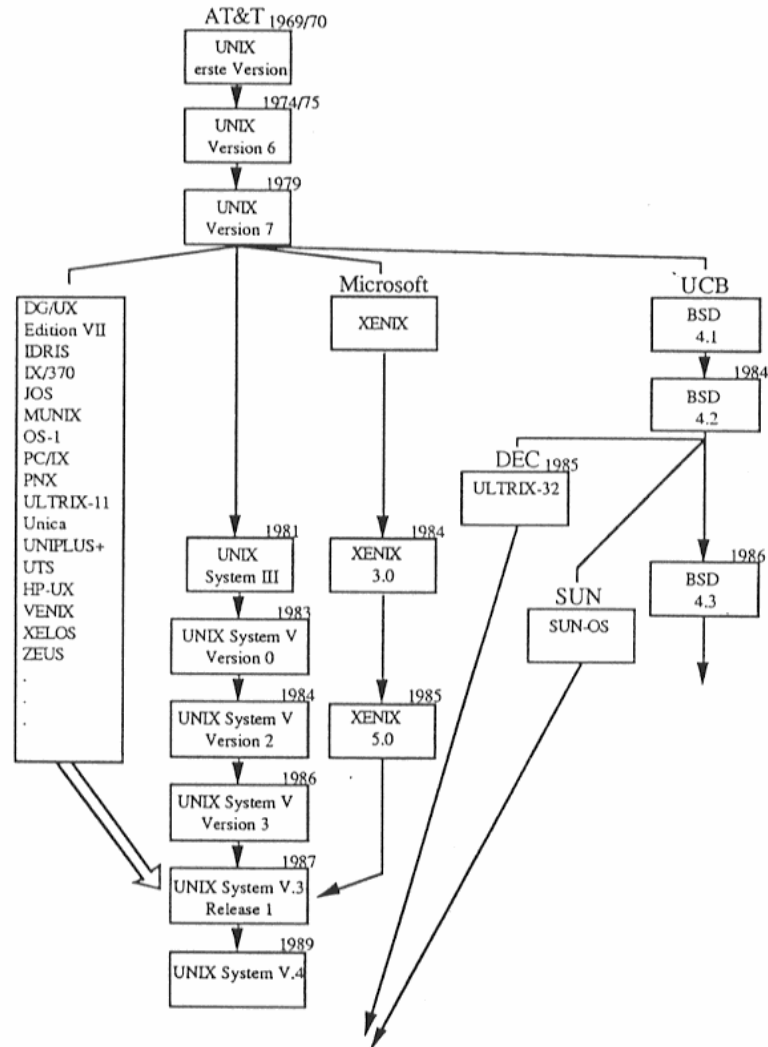 AT&T 1969/70
UNIX
erste Version
1974/75
UNIX
Version 6
1979
UNIX
Version 7
DG/UX
Edition VII
IDRIS
IX/370
JOS
MUNIX
OS-1
PC/IX
PNX
ULTRIX-11
Unica
UNIPLUS+
UTS
HP-UX
VENIX
XELOS
ZEUS
.
.
.
1981
UNIX
System III
1983
UNIX System V
Version 0
1984
UNIX System V
Version 2
1986
UNIX System V
Version 3
1987
UNIX System V.3
Release 1
1989
UNIX System V.4
Microsoft
XENIX
1984
XENIX
3.0
1985
XENIX
5.0
UCB
BSD
4.1
1984
BSD
4.2
DEC 1985
ULTRIX-32
SUN
SUN-OS
1986
BSD
4.3